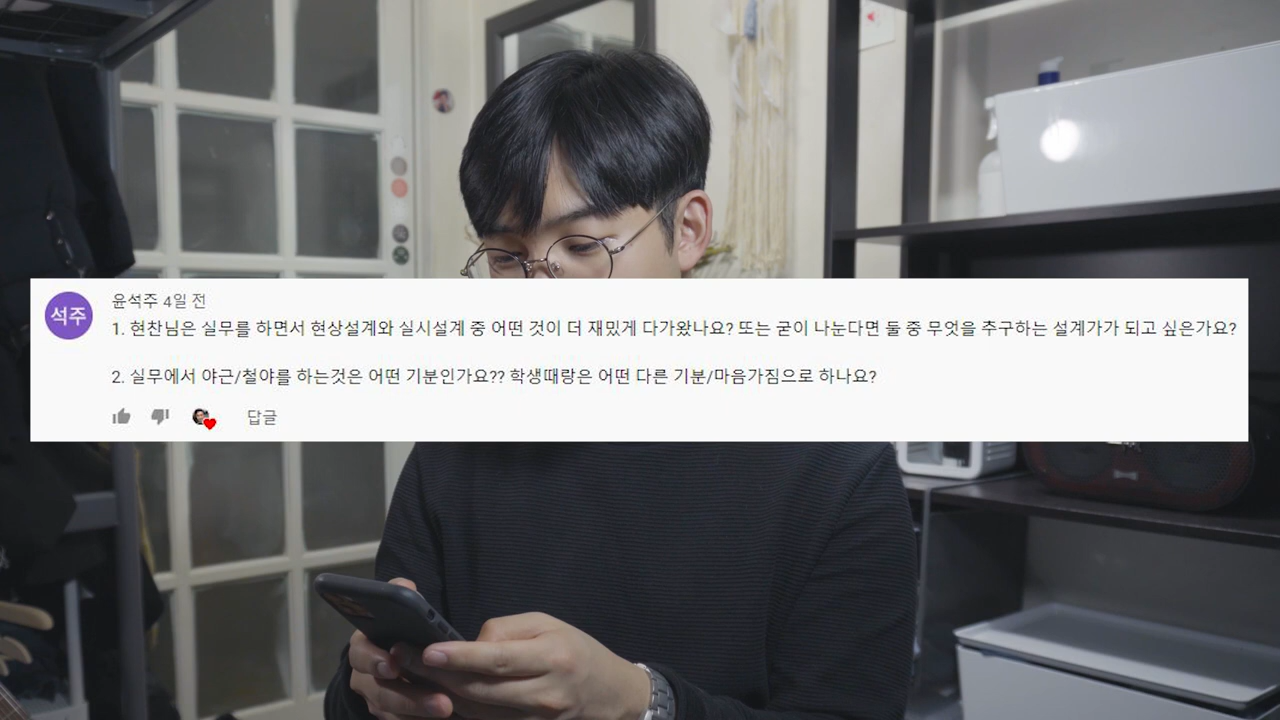 석주
윤석주 4일 전
1. 현찬님은 실무를 하면서 현상설계와 실시설계 중 어떤 것이 더 재밌게 다가왔나요? 또는 굳이 나눈다면 둘 중 무엇을 추구하는 설계가가 되고 싶은가요?
2. 실무에서 야근/철야를 하는것은 어떤 기분인가요?? 학생때랑은 어떤 다른 기분/마음가짐으로 하나요?
답글